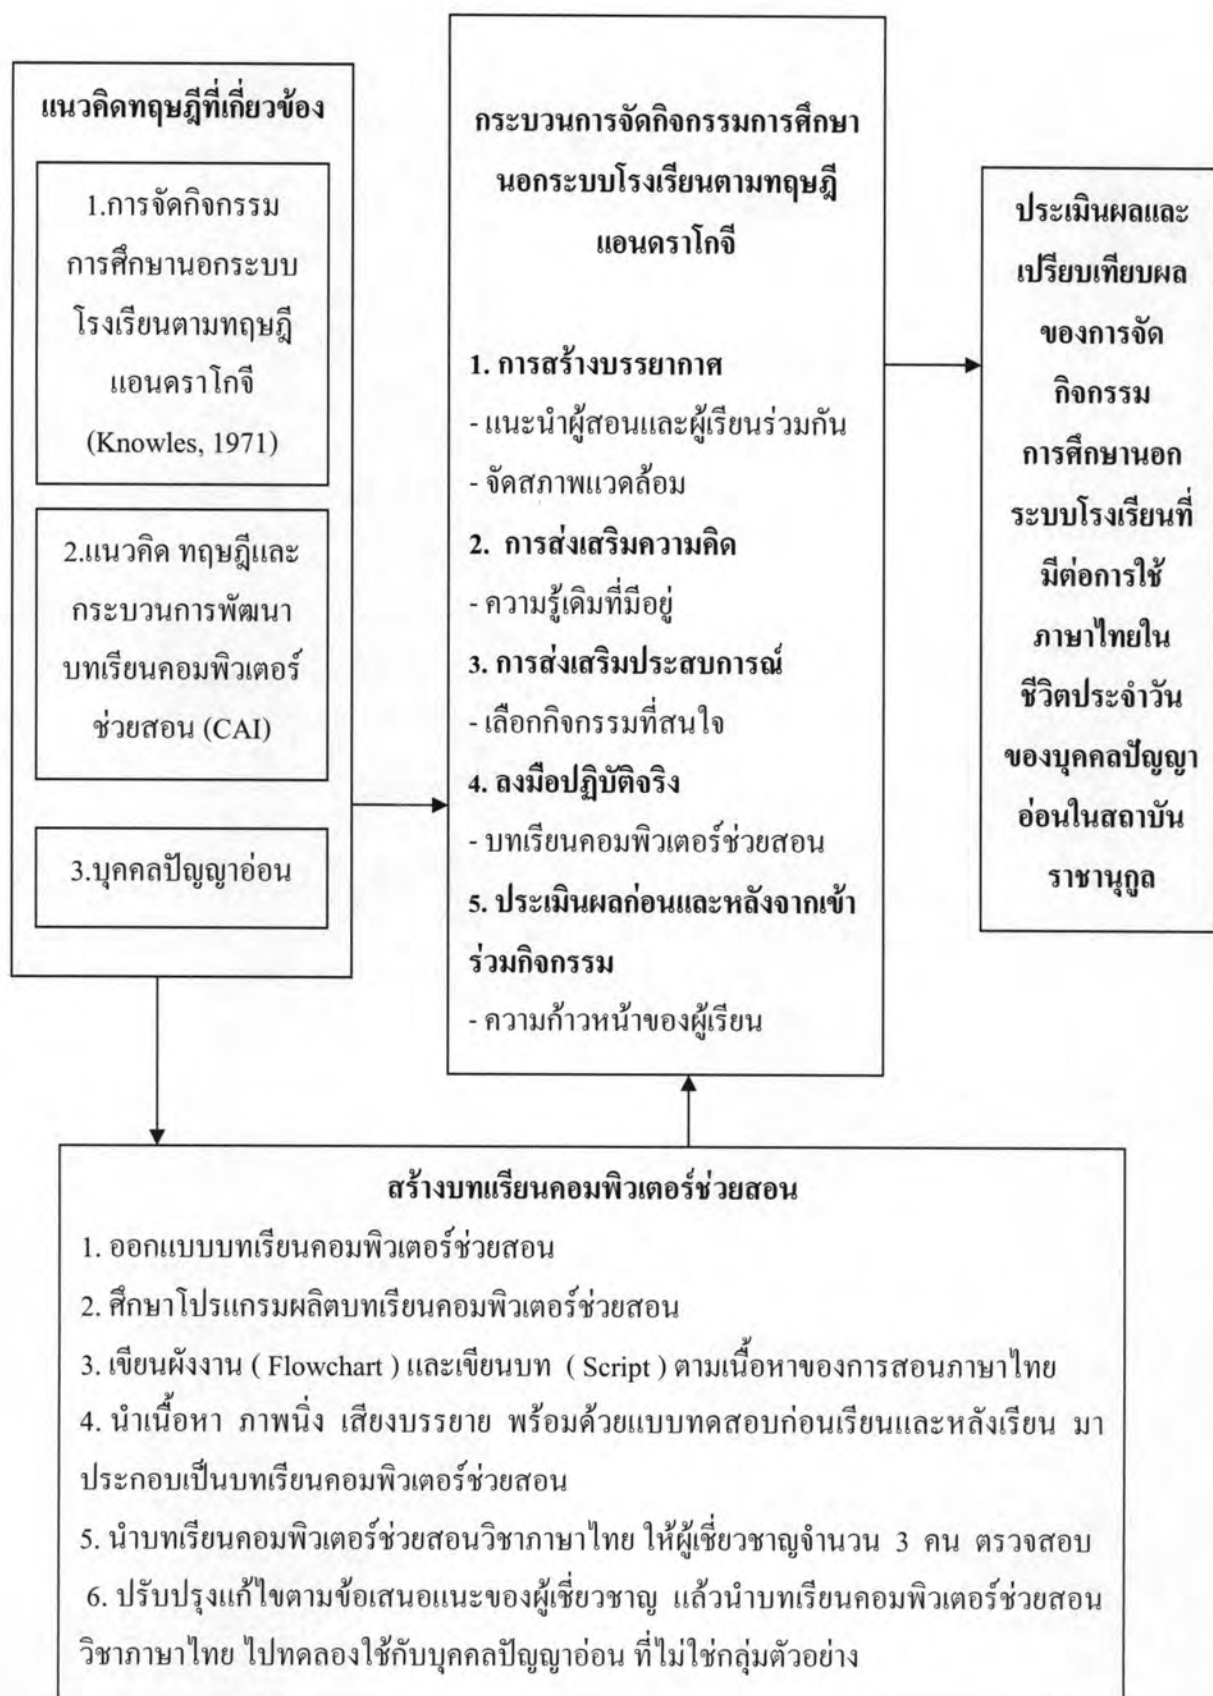 แนวคิดทฤษฎีที่เกี่ยวข้อง
1.การจัดกิจกรรม
การศึกษานอกระบบ
โรงเรียนตามทฤษฎี
แอนดราโกจี
(Knowles, 1971)
2.แนวคิด ทฤษฎีและ
กระบวนการพัฒนา
บทเรียนคอมพิวเตอร์
ช่วยสอน (CAI)
3.บุคคลปัญญาอ่อน
กระบวนการจัดกิจกรรมการศึกษา
นอกระบบโรงเรียนตามทฤษฎี
แอนดราโกจี
1. การสร้างบรรยากาศ
- แนะนำผู้สอนและผู้เรียนร่วมกัน
- จัดสภาพแวดล้อม
2. การส่งเสริมความคิด
- ความรู้เดิมที่มีอยู่
3. การส่งเสริมประสบการณ์
- เลือกกิจกรรมที่สนใจ
4. ลงมือปฏิบัติจริง
- บทเรียนคอมพิวเตอร์ช่วยสอน
5. ประเมินผลก่อนและหลังจากเข้า
ร่วมกิจกรรม
- ความก้าวหน้าของผู้เรียน
ประเมินผลและ
เปรียบเทียบผล
ของการจัด
กิจกรรม
การศึกษานอก
ระบบโรงเรียนที่
มีต่อการใช้
ภาษาไทยใน
ชีวิตประจำวัน
ของบุคคลปัญญา
อ่อนในสถาบัน
ราชานุกูล
สร้างบทแรียนคอมพิวเตอร์ช่วยสอน
1. ออกแบบบทเรียนคอมพิวเตอร์ช่วยสอน
2. ศึกษาโปรแกรมผลิตบทเรียนคอมพิวเตอร์ช่วยสอน
3. เขียนผังงาน ( Flowchart ) และเขียนบท ( Script ) ตามเนื้อหาของการสอนภาษาไทย
4. นำเนื้อหา ภาพนิ่ง เสียงบรรยาย พร้อมด้วยแบบทดสอบก่อนเรียนและหลังเรียน มา
ประกอบเป็นบทเรียนคอมพิวเตอร์ช่วยสอน
5. นำบทเรียนคอมพิวเตอร์ช่วยสอนวิชาภาษาไทย ให้ผู้เชี่ยวชาญจำนวน 3 คน ตรวจสอบ
6. ปรับปรุงแก้ไขตามข้อเสนอแนะของผู้เชี่ยวชาญ แล้วนำบทเรียนคอมพิวเตอร์ช่วยสอน
วิชาภาษาไทย ไปทดลองใช้กับบุคคลปัญญาอ่อน ที่ไม่ใช่กลุ่มตัวอย่าง